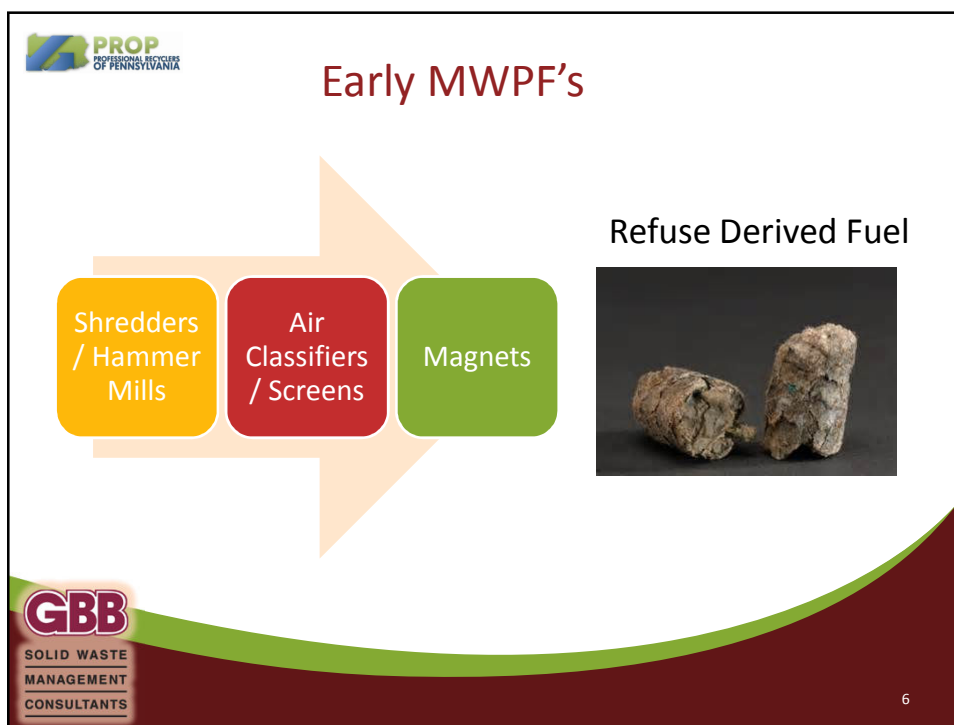 PROP
PROFESSIONAL RECYCLERS
OF PENNSYLVANIA
Early MWPF’s
Refuse Derived Fuel
Shredders
/ Hammer
Mills
Air
Classifiers
/ Screens
Magnets
GBB
SOLID WASTE
MANAGEMENT
CONSULTANTS
6